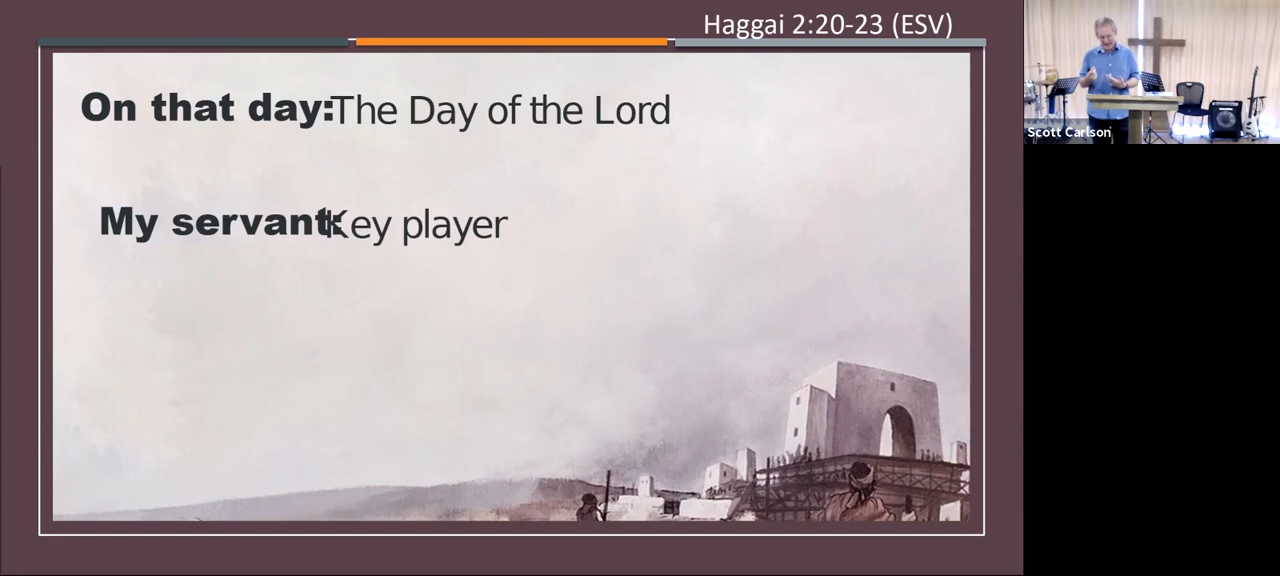 Haggai 2:20-23 (ESV)
On that day: The Day of the Lord
My servant: Key player
Scott Carlson